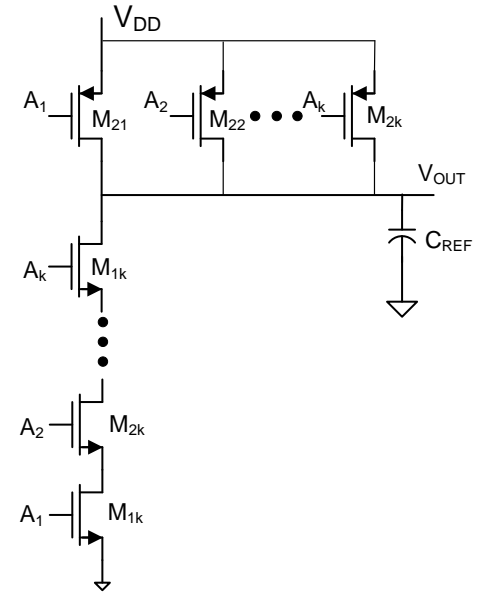 V_DD
A_1 M_21 A_2 M_22 A_k M_2k
V_OUT
C_REF
A_k M_1k
A_2 M_2k
A_1 M_1k